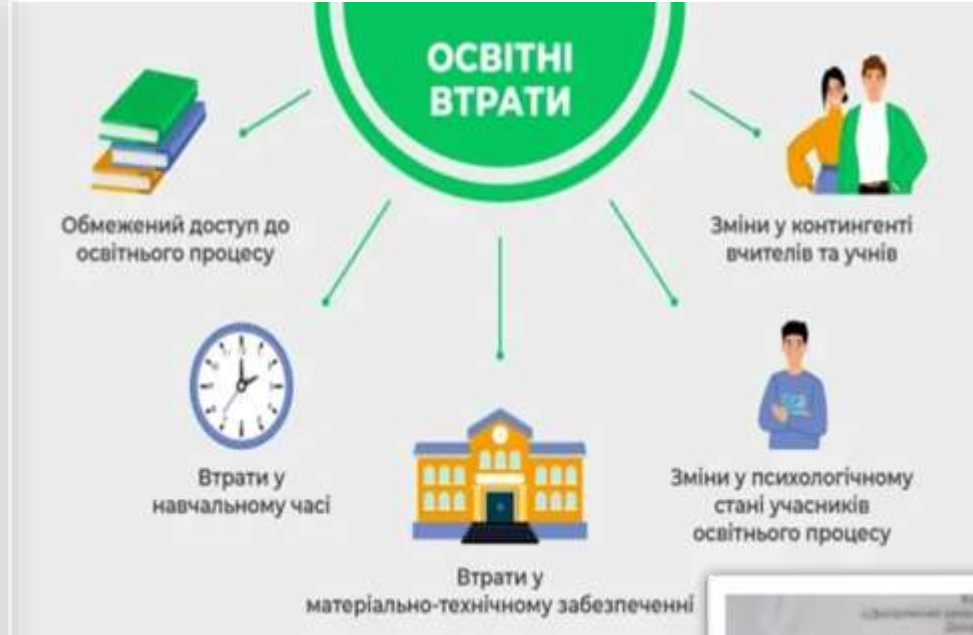 ОСВІТНІ
ВТРАТИ
Обмежений доступ до
освітнього процесу
Зміни у контингенті
вчителів та учнів
Втрати у
навчальному часі
Зміни у психологічному
стані учасників
освітнього процесу
Втрати у
матеріально-технічному забезпеченні